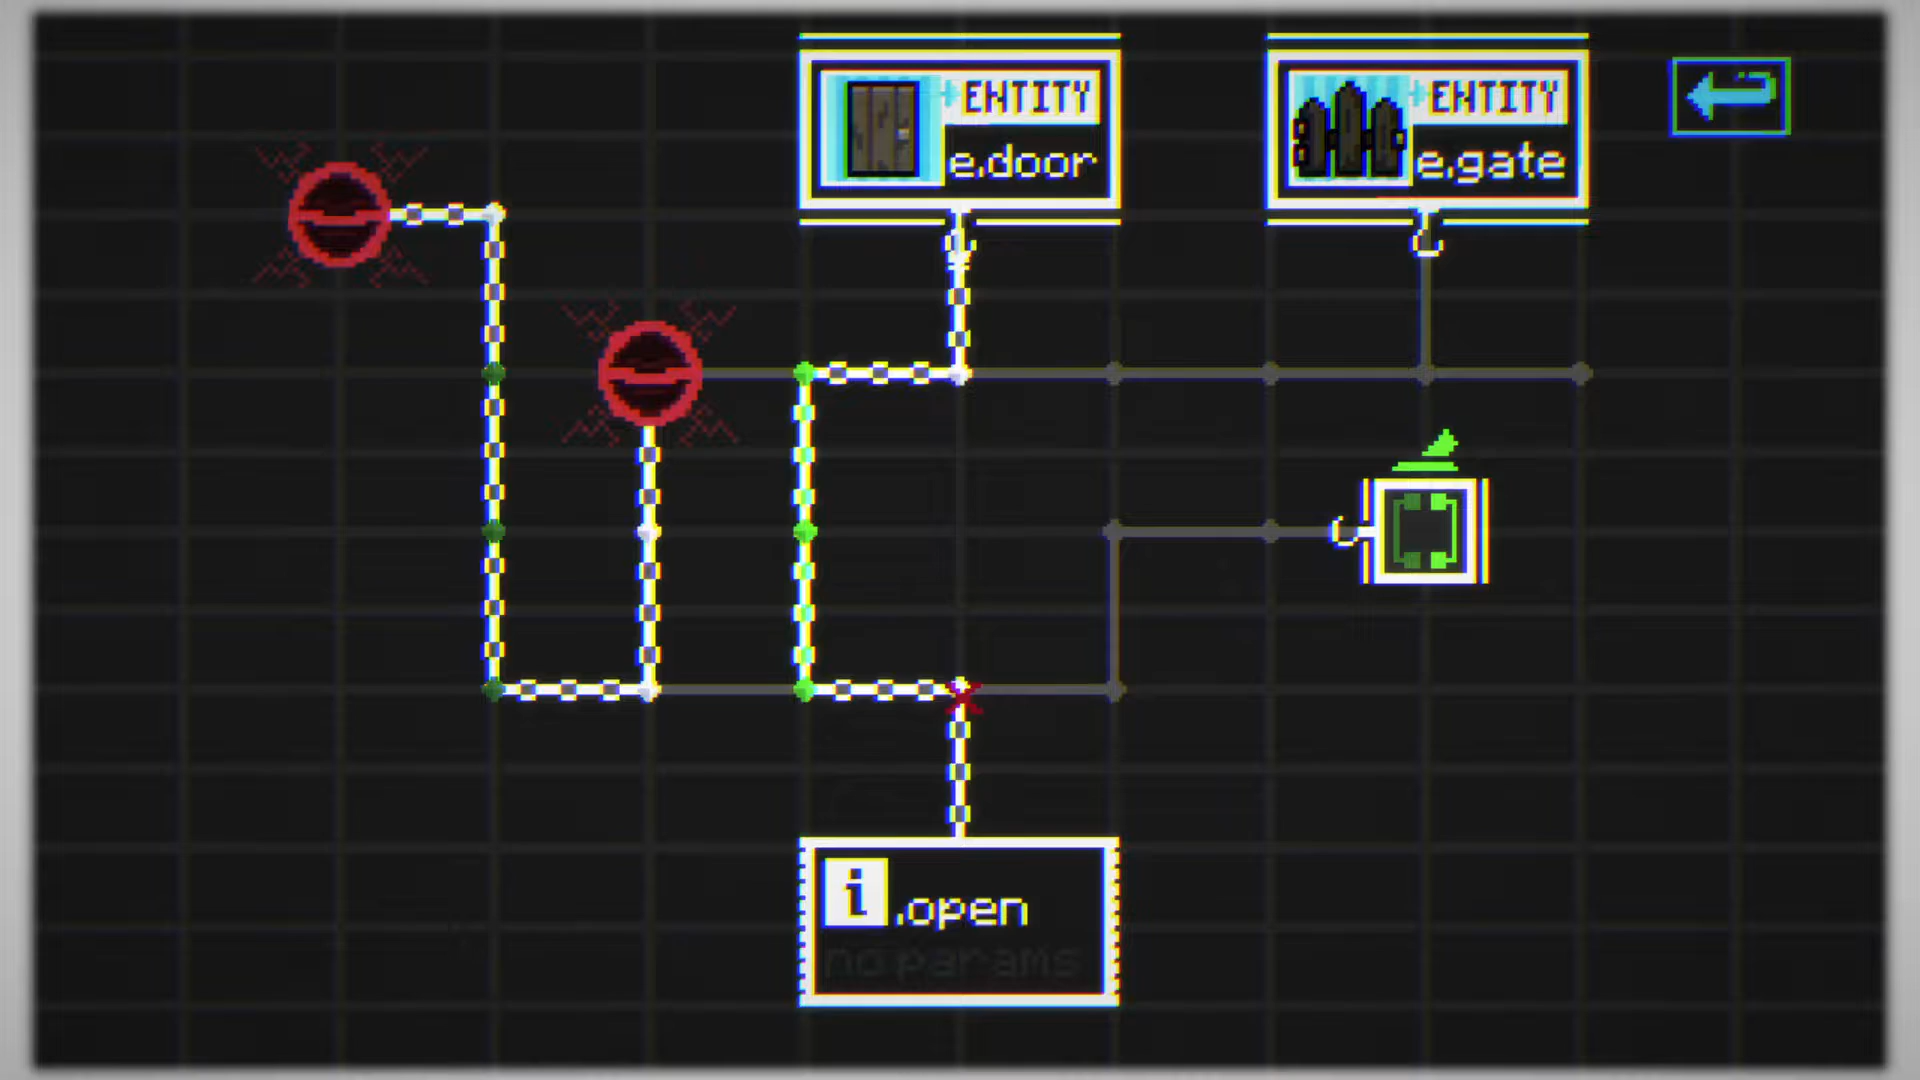 ENTITY
e.door
ENTITY
e.gate
i .open
no params